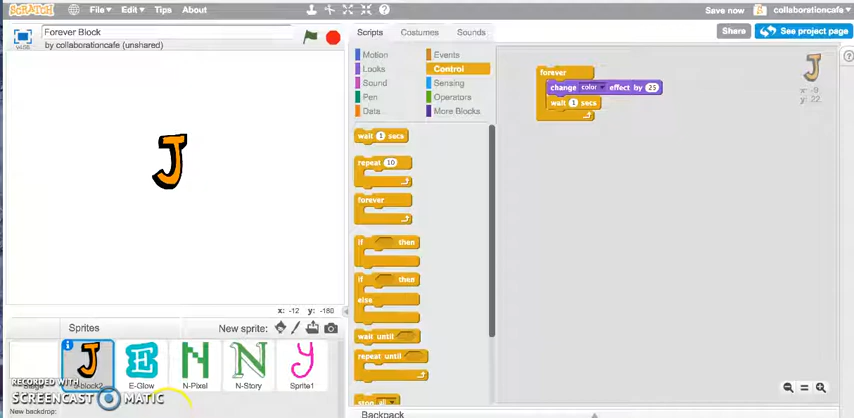 SCRATCH File Edit Tips About Save now collaborationcafe
Forever Block
by collaborationcafe (unshared)
v458
Scripts Costumes Sounds Share See project page
Motion Events
Looks Control
Sound Sensing
Pen Operators
Data More Blocks
wait 1 secs
repeat 10
forever
if then
if then
else
wait until
repeat until
stop all
forever
change color effect by 25
wait 1 secs
x: -9
y: 22
J
x: -12 y: -180
Sprites New sprite:
J E N N y
Stage E-Glow N-Pixel N-Story Sprite1
RECORDED WITH
SCREENCAST MATIC
New backdrop:
Backpack